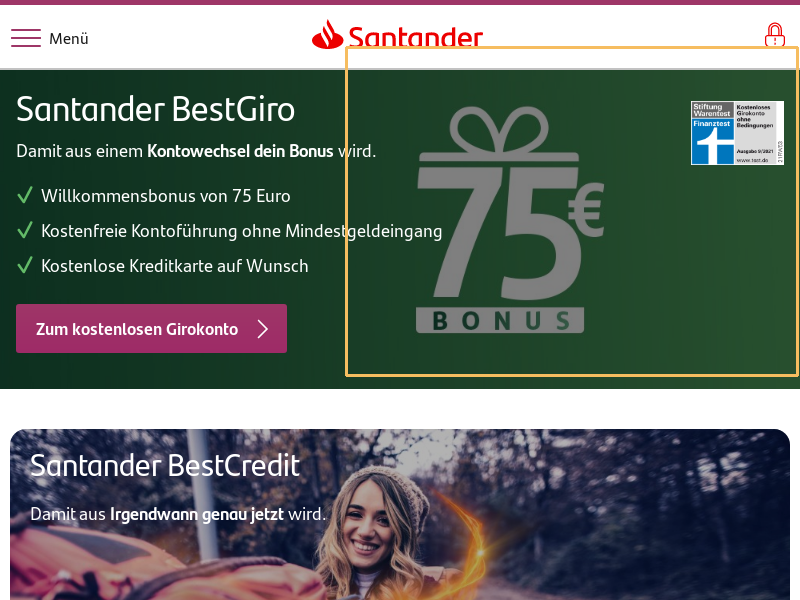 Menü
Santander
Santander BestGiro
Damit aus einem Kontowechsel dein Bonus wird.
Willkommensbonus von 75 Euro
Kostenfreie Kontoführung ohne Mindestgeldeingang
Kostenlose Kreditkarte auf Wunsch
Zum kostenlosen Girokonto
75€
BONUS
Stiftung
Warentest
Finanztest
1
Kostenloses
Girokonto
ohne
Bedingungen
Ausgabe 9/2021
www.test.de
Santander BestCredit
Damit aus Irgendwann genau jetzt wird.